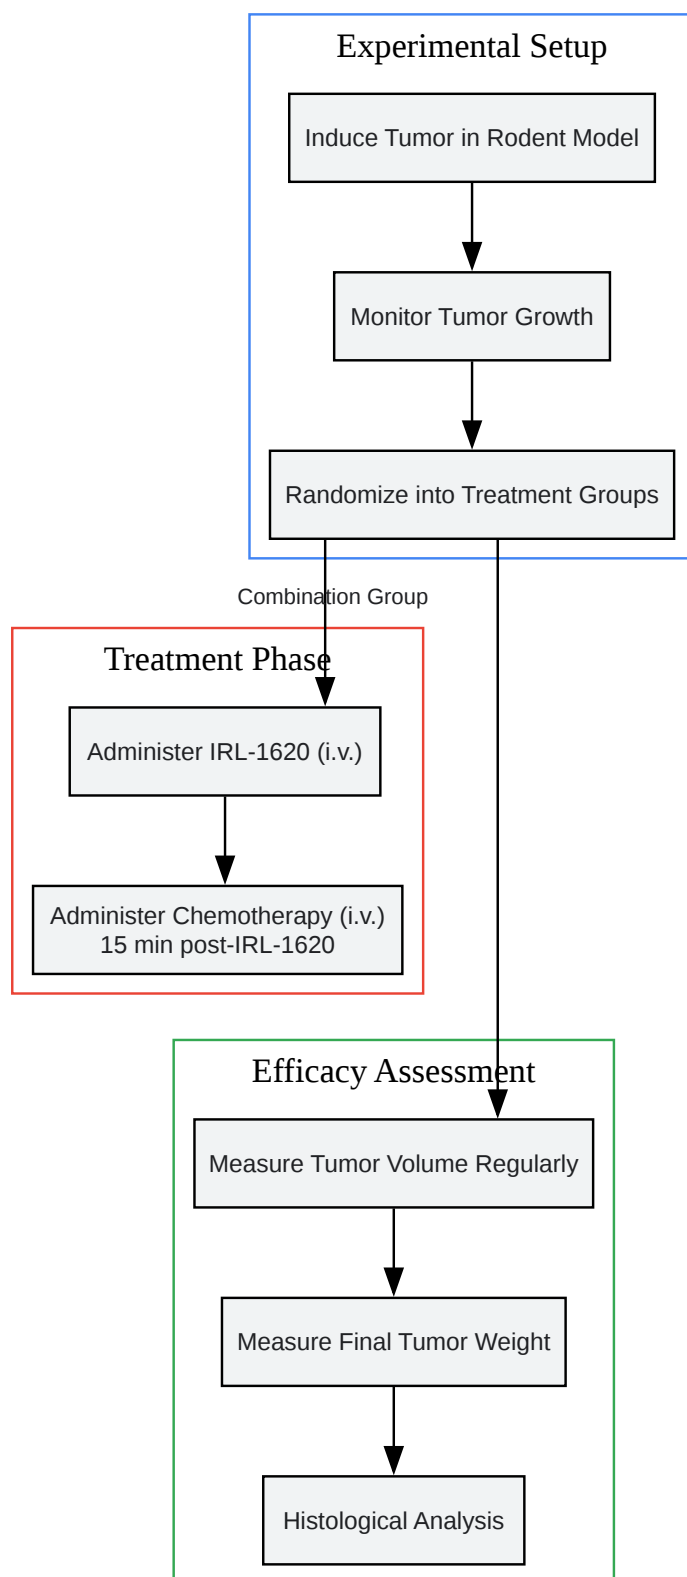 Experimental Setup
Induce Tumor in Rodent Model
Monitor Tumor Growth
Randomize into Treatment Groups
Combination Group
Treatment Phase
Administer IRL-1620 (i.v.)
Administer Chemotherapy (i.v.)
15 min post-IRL-1620
Efficacy Assessment
Measure Tumor Volume Regularly
Measure Final Tumor Weight
Histological Analysis